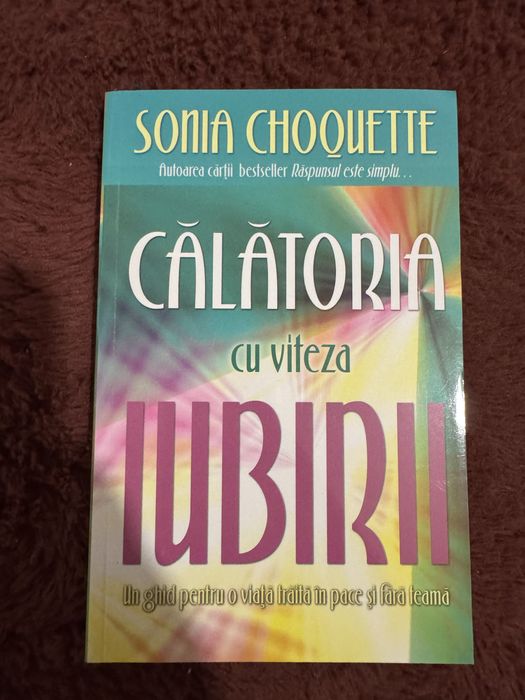 SONIA CHOQUETTE
Autoarea cărții bestseller Răspunsul este simplu...
CĂLĂTORIA
cu viteza
IUBIRII
Un ghid pentru o viață trăită în pace și fără teamă